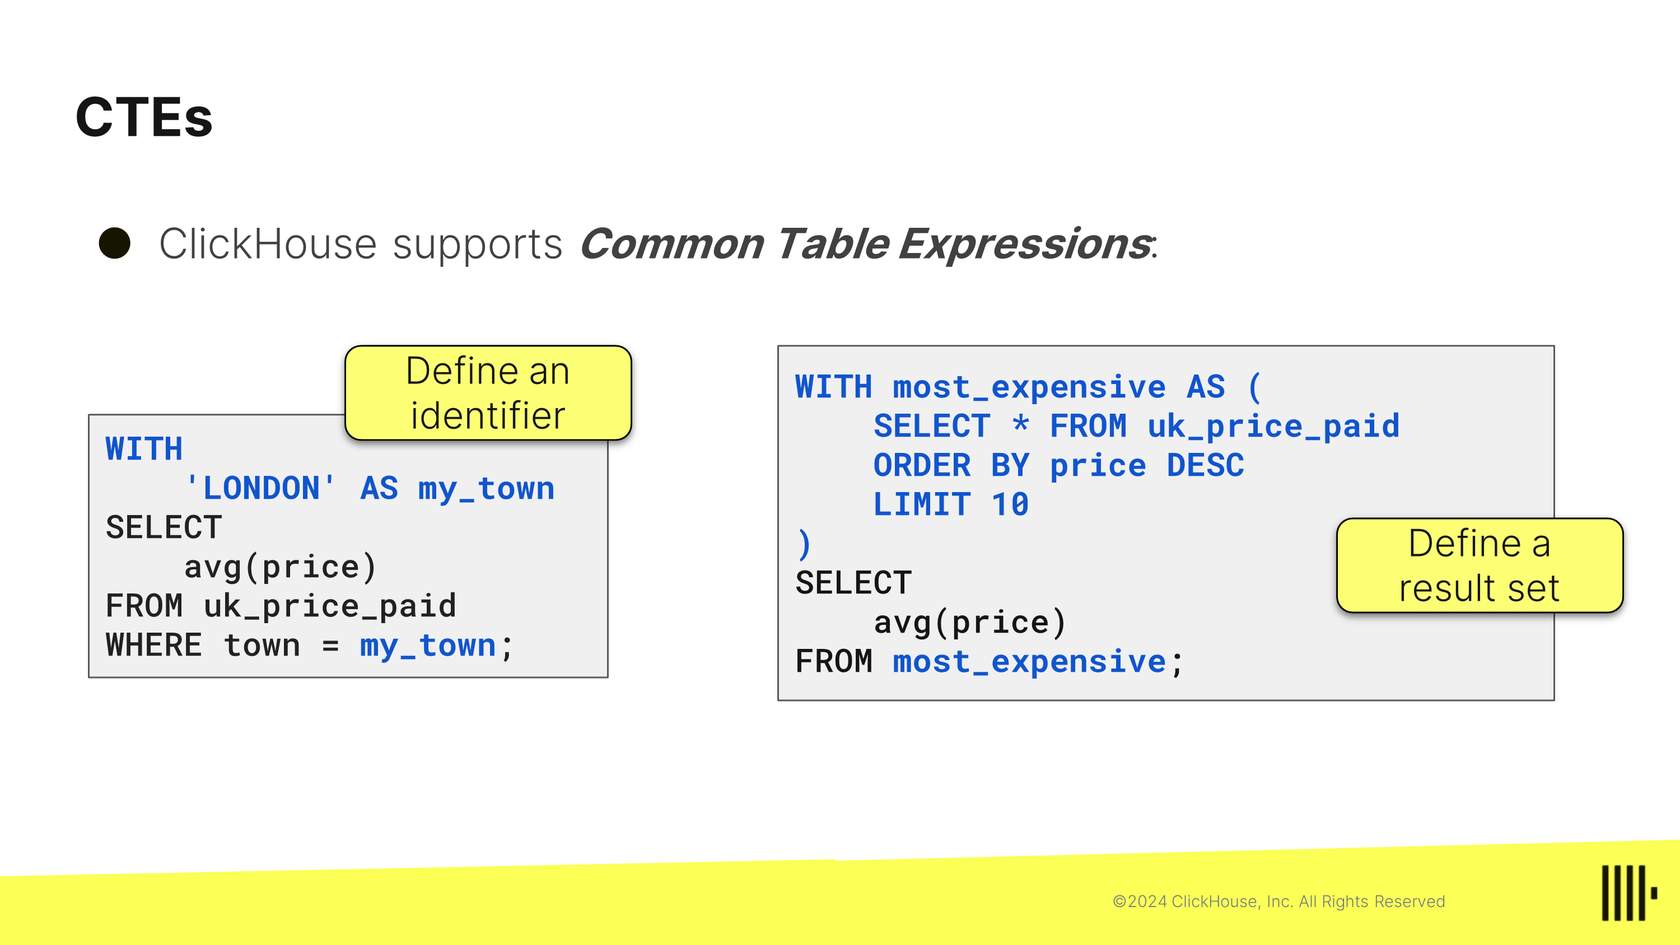 CTEs
● ClickHouse supports Common Table Expressions:
Define an
identifier
WITH
    'LONDON' AS my_town
SELECT
    avg(price)
FROM uk_price_paid
WHERE town = my_town;
WITH most_expensive AS (
    SELECT * FROM uk_price_paid
    ORDER BY price DESC
    LIMIT 10
)
SELECT
    avg(price)
FROM most_expensive;
Define a
result set
©2024 ClickHouse, Inc. All Rights Reserved